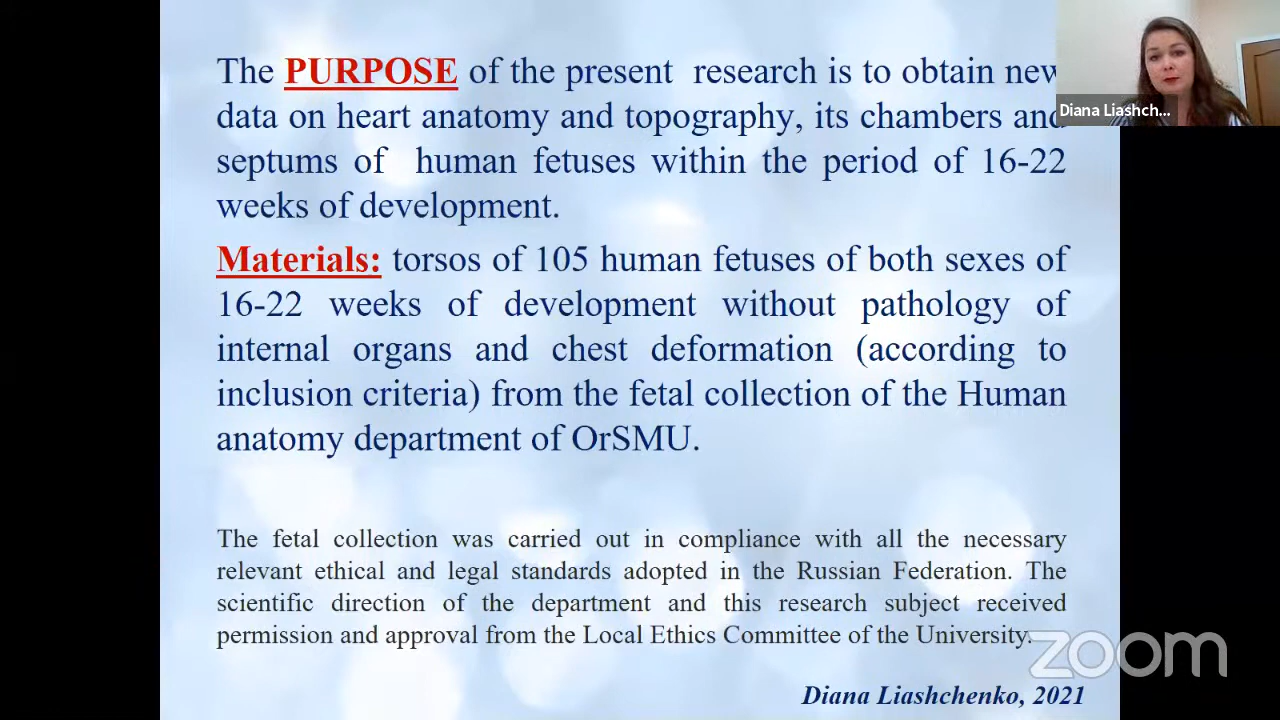 The PURPOSE of the present research is to obtain new
data on heart anatomy and topography, its chambers and
septums of human fetuses within the period of 16-22
weeks of development.
Materials: torsos of 105 human fetuses of both sexes of
16-22 weeks of development without pathology of
internal organs and chest deformation (according to
inclusion criteria) from the fetal collection of the Human
anatomy department of OrSMU.
The fetal collection was carried out in compliance with all the necessary
relevant ethical and legal standards adopted in the Russian Federation. The
scientific direction of the department and this research subject received
permission and approval from the Local Ethics Committee of the University.
Diana Liashchenko, 2021
Diana Liashch...
zoom